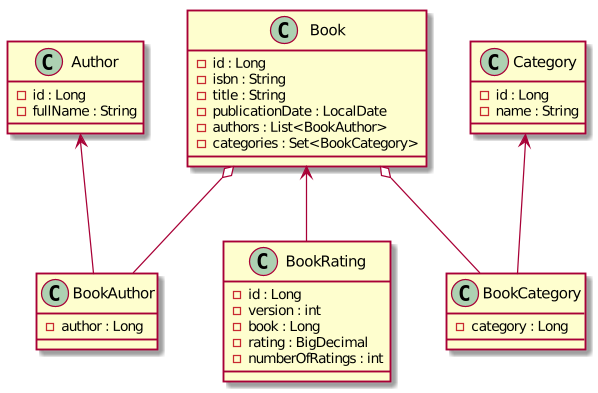 C Author
id : Long
fullName : String
C Book
id : Long
isbn : String
title : String
publicationDate : LocalDate
authors : List<BookAuthor>
categories : Set<BookCategory>
C Category
id : Long
name : String
C BookAuthor
author : Long
C BookRating
id : Long
version : int
book : Long
rating : BigDecimal
numberOfRatings : int
C BookCategory
category : Long